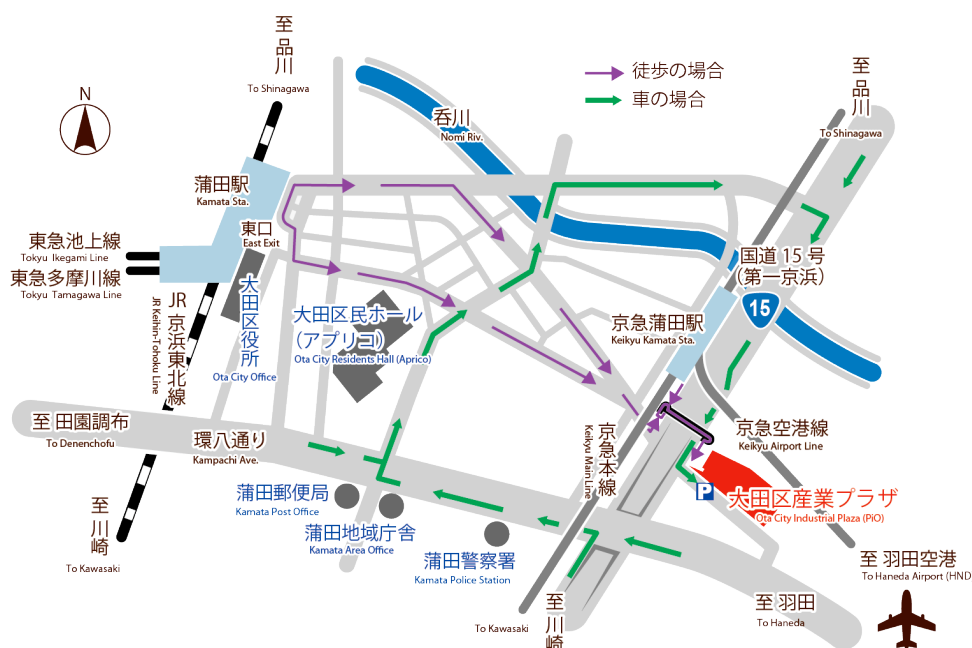 至品川
To Shinagawa
N
徒歩の場合
車の場合
至品川
To Shinagawa
呑川
Nomi Riv.
蒲田駅
Kamata Sta.
東口
East Exit
東急池上線
Tokyu Ikegami Line
東急多摩川線
Tokyu Tamagawa Line
JR京浜東北線
JR Keihin-Tohoku Line
大田区役所
Ota City Office
大田区民ホール
(アプリコ)
Ota City Residents Hall (Aprico)
国道15号
(第一京浜)
15
京急蒲田駅
Keikyu Kamata Sta.
至 田園調布
To Denenchofu
環八通り
Kampachi Ave.
京急本線
Keikyu Main Line
京急空港線
Keikyu Airport Line
P
大田区産業プラザ
Ota City Industrial Plaza (PiO)
蒲田郵便局
Kamata Post Office
蒲田地域庁舎
Kamata Area Office
蒲田警察署
Kamata Police Station
至川崎
To Kawasaki
至川崎
To Kawasaki
至 羽田
To Haneda
至 羽田空港
To Haneda Airport (HND